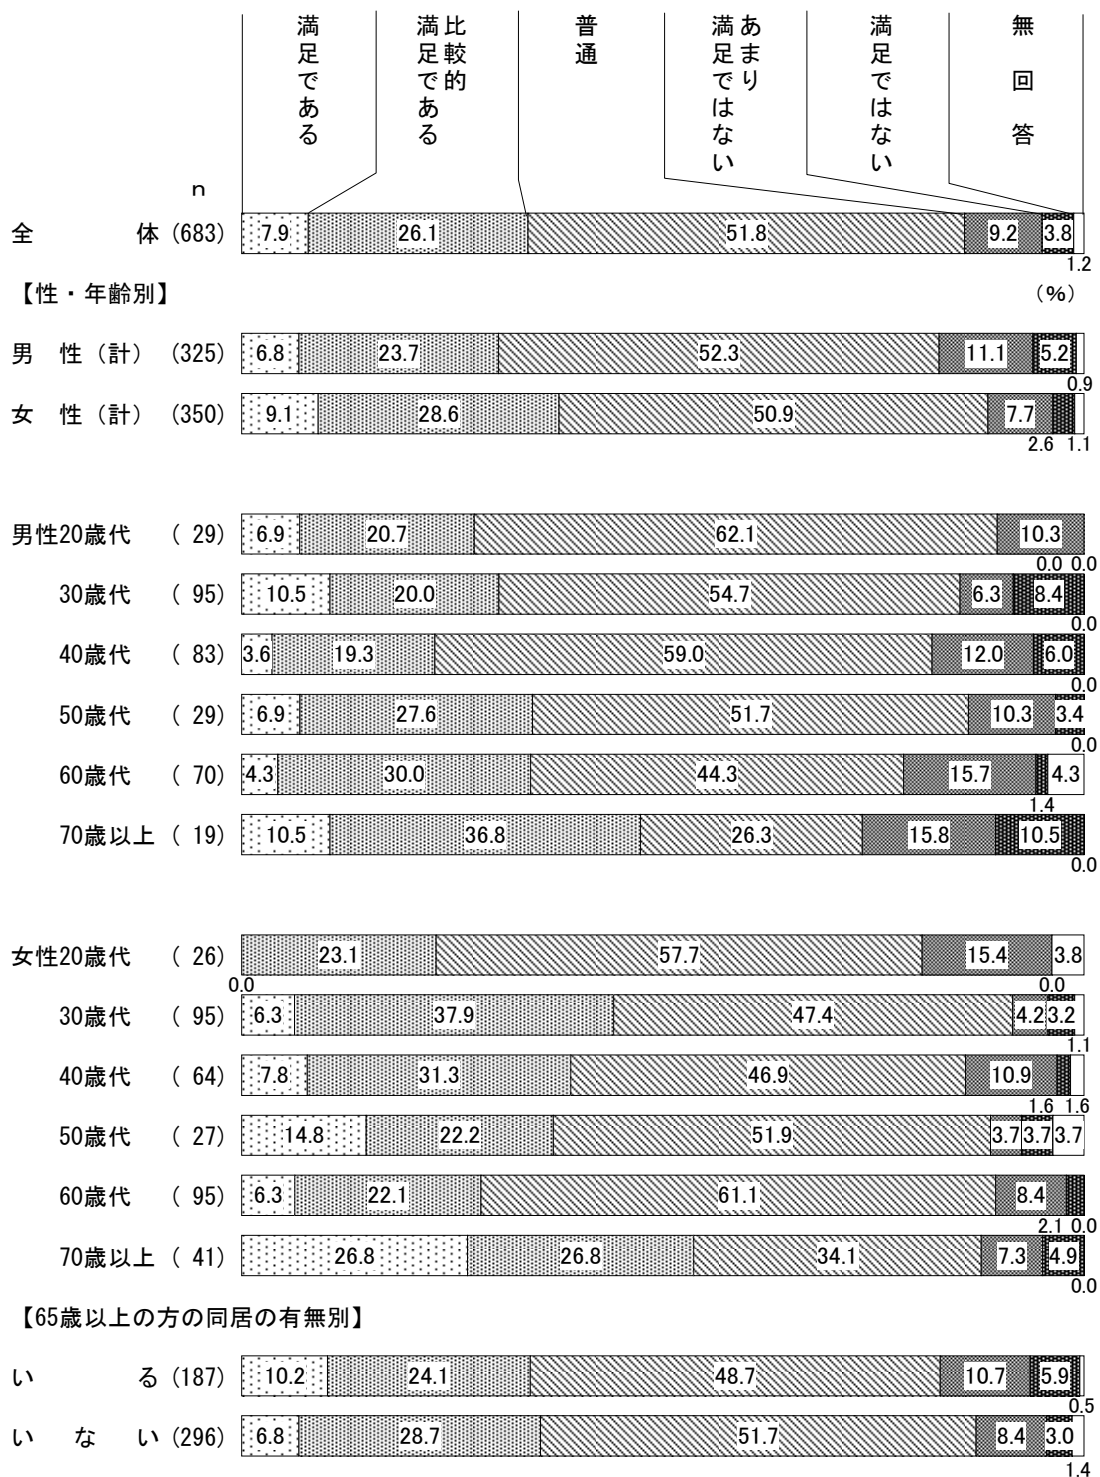 満足である
比較的
満足である
普通
あまり
満足ではない
満足ではない
無回答
n
全体 (683) 7.9 26.1 51.8 9.2 3.8 1.2
【性・年齢別】 (%)
男性(計) (325) 6.8 23.7 52.3 11.1 5.2 0.9
女性(計) (350) 9.1 28.6 50.9 7.7 2.6 1.1
男性20歳代 ( 29) 6.9 20.7 62.1 10.3 0.0 0.0
30歳代 ( 95) 10.5 20.0 54.7 6.3 8.4 0.0
40歳代 ( 83) 3.6 19.3 59.0 12.0 6.0 0.0
50歳代 ( 29) 6.9 27.6 51.7 10.3 3.4 0.0
60歳代 ( 70) 4.3 30.0 44.3 15.7 1.4 4.3
70歳以上 ( 19) 10.5 36.8 26.3 15.8 10.5 0.0
女性20歳代 ( 26) 0.0 23.1 57.7 15.4 0.0 3.8
30歳代 ( 95) 6.3 37.9 47.4 4.2 3.2 1.1
40歳代 ( 64) 7.8 31.3 46.9 10.9 1.6 1.6
50歳代 ( 27) 14.8 22.2 51.9 3.7 3.7 3.7
60歳代 ( 95) 6.3 22.1 61.1 8.4 2.1 0.0
70歳以上 ( 41) 26.8 26.8 34.1 7.3 4.9 0.0
【65歳以上の方の同居の有無別】
いる (187) 10.2 24.1 48.7 10.7 5.9 0.5
いない (296) 6.8 28.7 51.7 8.4 3.0 1.4